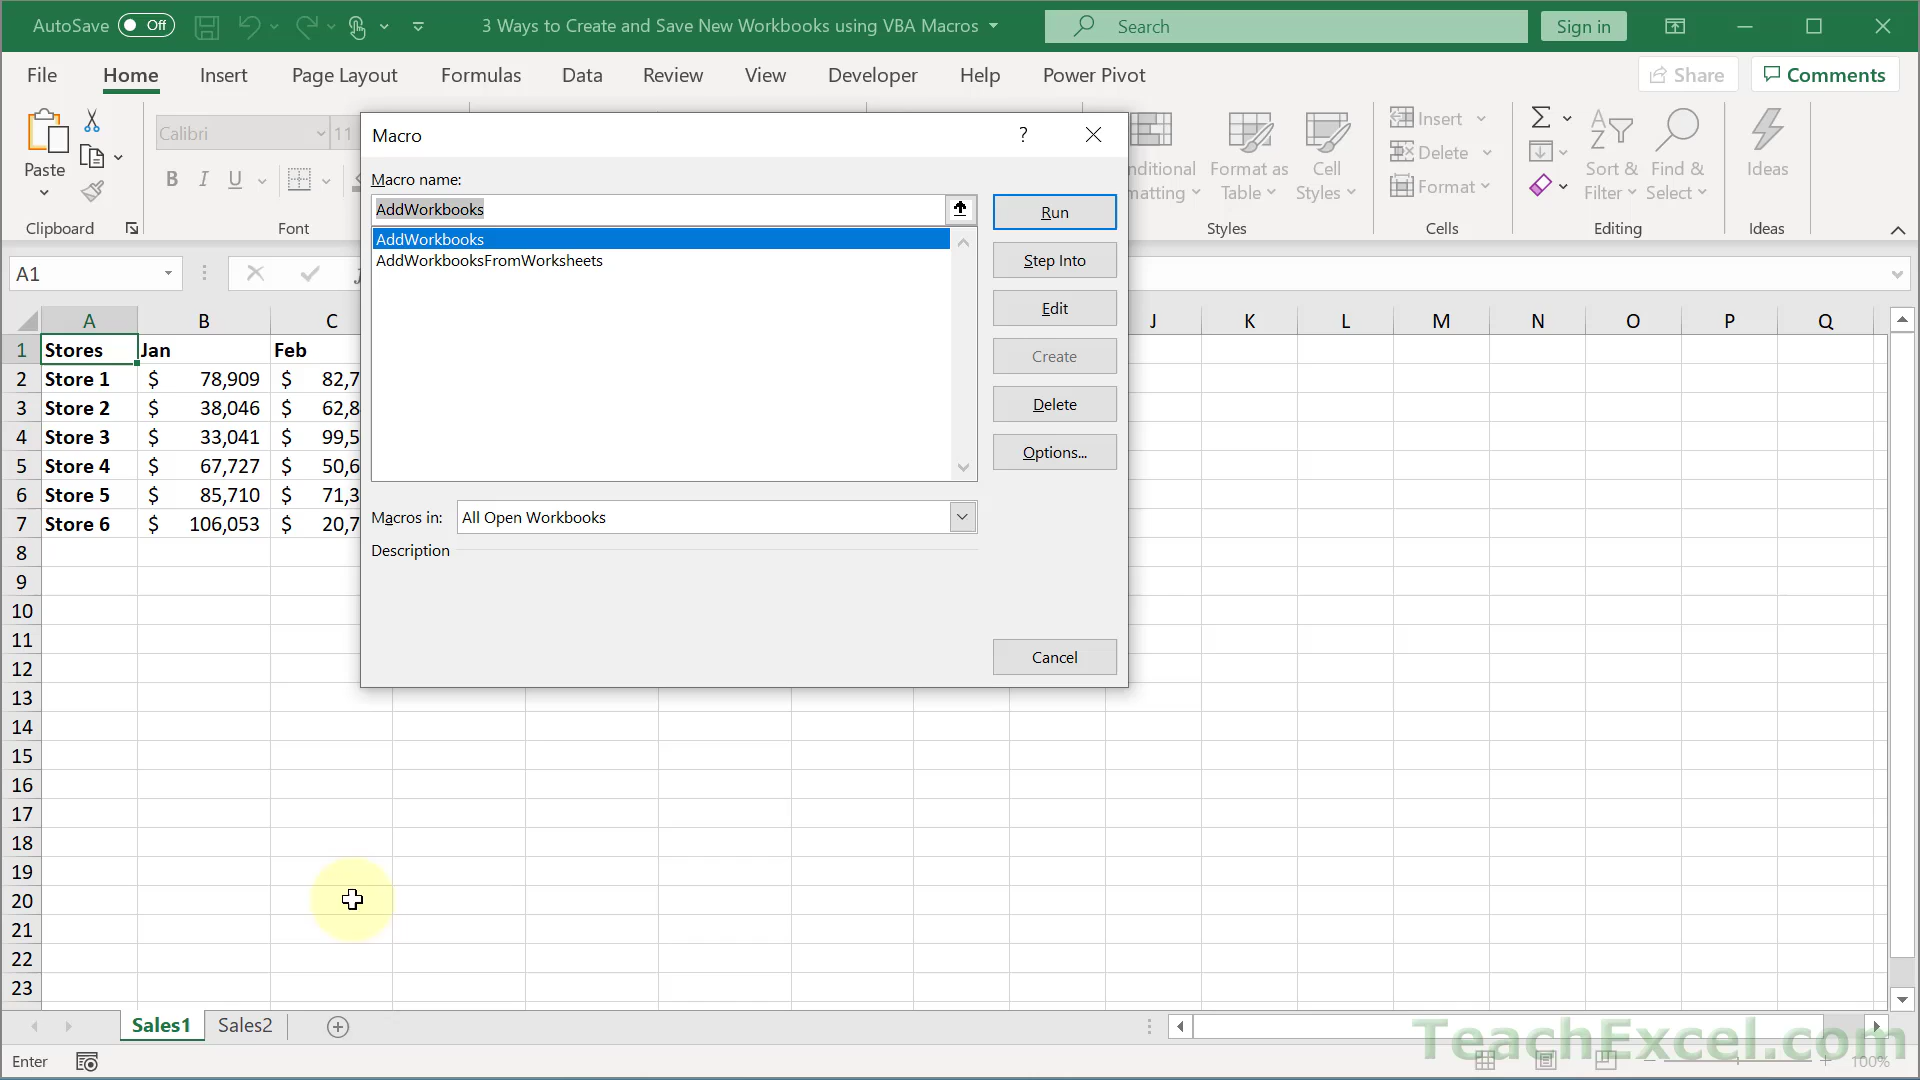 AutoSave Off 3 Ways to Create and Save New Workbooks using VBA Macros Search Sign in
File Home Insert Page Layout Formulas Data Review View Developer Help Power Pivot Share Comments
Paste Calibri 11 B I U
Clipboard Font
nditional matting Format as Table Cell Styles
Styles
Insert
Delete
Format
Cells
Sort & Filter Find & Select
Editing
Ideas
Ideas
Macro ?
Macro name:
AddWorkbooks
AddWorkbooks
AddWorkbooksFromWorksheets
Run
Step Into
Edit
Create
Delete
Options...
Macros in: All Open Workbooks
Description
Cancel
A1
A B C J K L M N O P Q
1 Stores Jan Feb
2 Store 1 $ 78,909 $ 82,7
3 Store 2 $ 38,046 $ 62,8
4 Store 3 $ 33,041 $ 99,5
5 Store 4 $ 67,727 $ 50,6
6 Store 5 $ 85,710 $ 71,3
7 Store 6 $ 106,053 $ 20,7
8
9
10
11
12
13
14
15
16
17
18
19
20
21
22
23
Sales1 Sales2
TeachExcel.com
Enter 100%